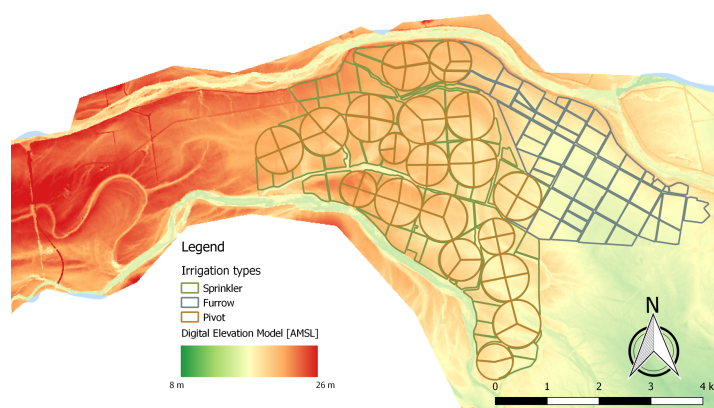 Legend
Irrigation types
Sprinkler
Furrow
Pivot
Digital Elevation Model [AMSL]
8 m 26 m
N
0 1 2 3 4 k